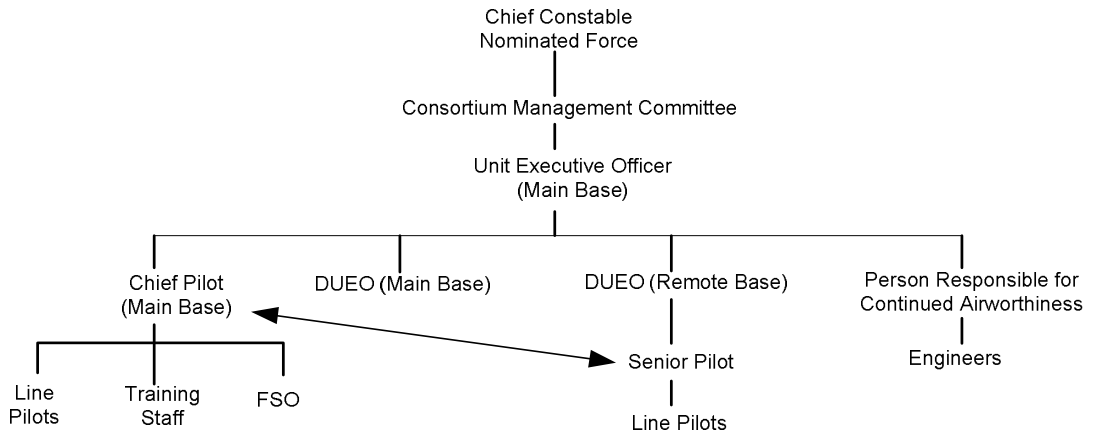 Chief Constable
Nominated Force
Consortium Management Committee
Unit Executive Officer
(Main Base)
Chief Pilot
(Main Base)
DUEO (Main Base)
DUEO (Remote Base)
Person Responsible for
Continued Airworthiness
Senior Pilot
Engineers
Line
Pilots
Training
Staff
FSO
Line Pilots